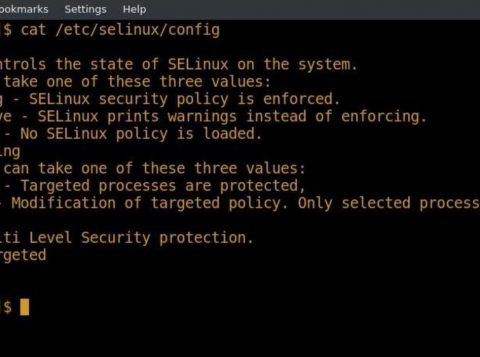 ookmarks Settings Help
]$ cat /etc/selinux/config
ntrols the state of SELinux on the system.
take one of these three values:
g - SELinux security policy is enforced.
ve - SELinux prints warnings instead of enforcing.
- No SELinux policy is loaded.
ing
can take one of these three values:
- Targeted processes are protected,
- Modification of targeted policy. Only selected process
lti Level Security protection.
rgeted
]$